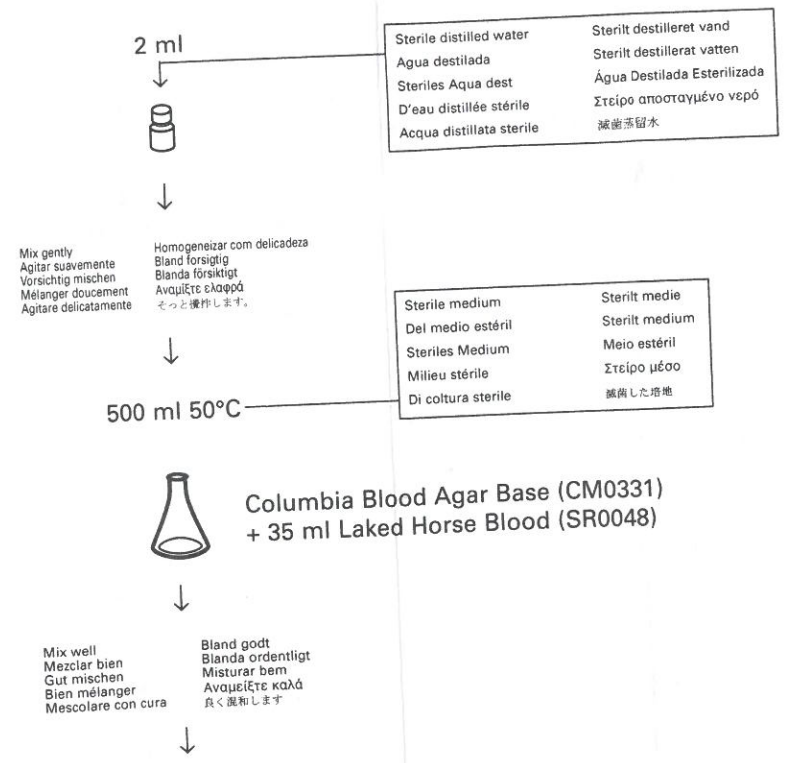 2 ml
Sterile distilled water
Agua destilada
Steriles Aqua dest
D'eau distillée stérile
Acqua distillata sterile
Sterilt destilleret vand
Sterilt destillerat vatten
Água Destilada Esterilizada
Στείρο αποσταγμένο νερό
滅菌蒸留水
Mix gently
Agitar suavemente
Vorsichtig mischen
Mélanger doucement
Agitare delicatamente
Homogeneizar com delicadeza
Bland forsigtig
Blanda försiktigt
Αναμίξτε ελαφρά
そっと攪拌します。
500 ml 50°C
Sterile medium
Del medio estéril
Steriles Medium
Milieu stérile
Di coltura sterile
Sterilt medie
Sterilt medium
Meio estéril
Στείρο μέσο
滅菌した培地
Columbia Blood Agar Base (CM0331)
+ 35 ml Laked Horse Blood (SR0048)
Mix well
Mezclar bien
Gut mischen
Bien mélanger
Mescolare con cura
Bland godt
Blanda ordentligt
Misturar bem
Αναμείξτε καλά
良く混和します